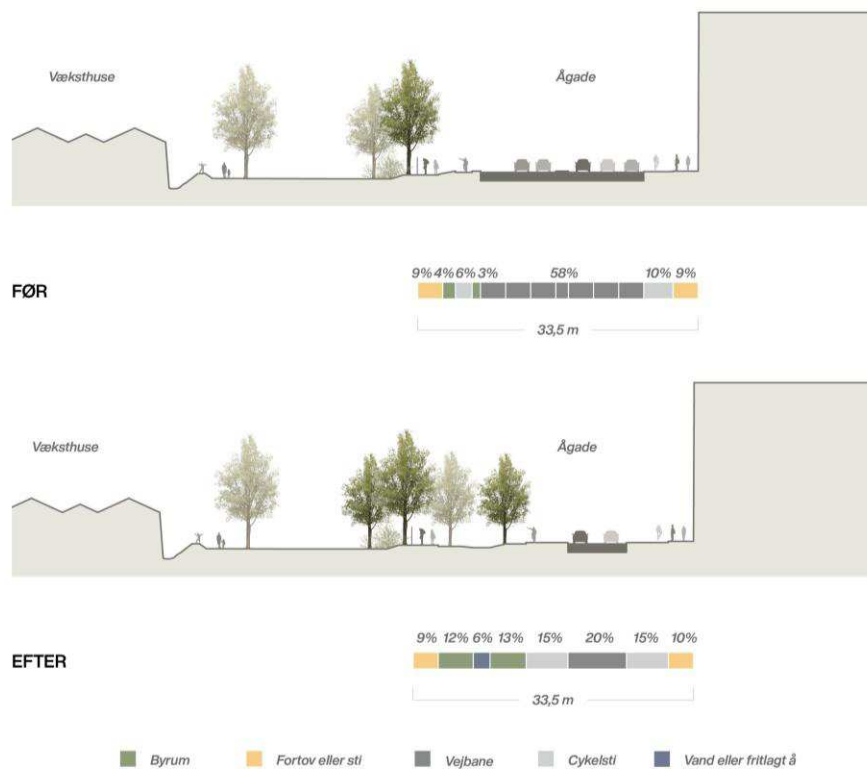 Væksthuse Ågade
9% 4% 6% 3% 58% 10% 9%
FØR
33,5 m
Væksthuse Ågade
9% 12% 6% 13% 15% 20% 15% 10%
EFTER
33,5 m
Byrum Fortov eller sti Vejbane Cykelsti Vand eller fritlagt å